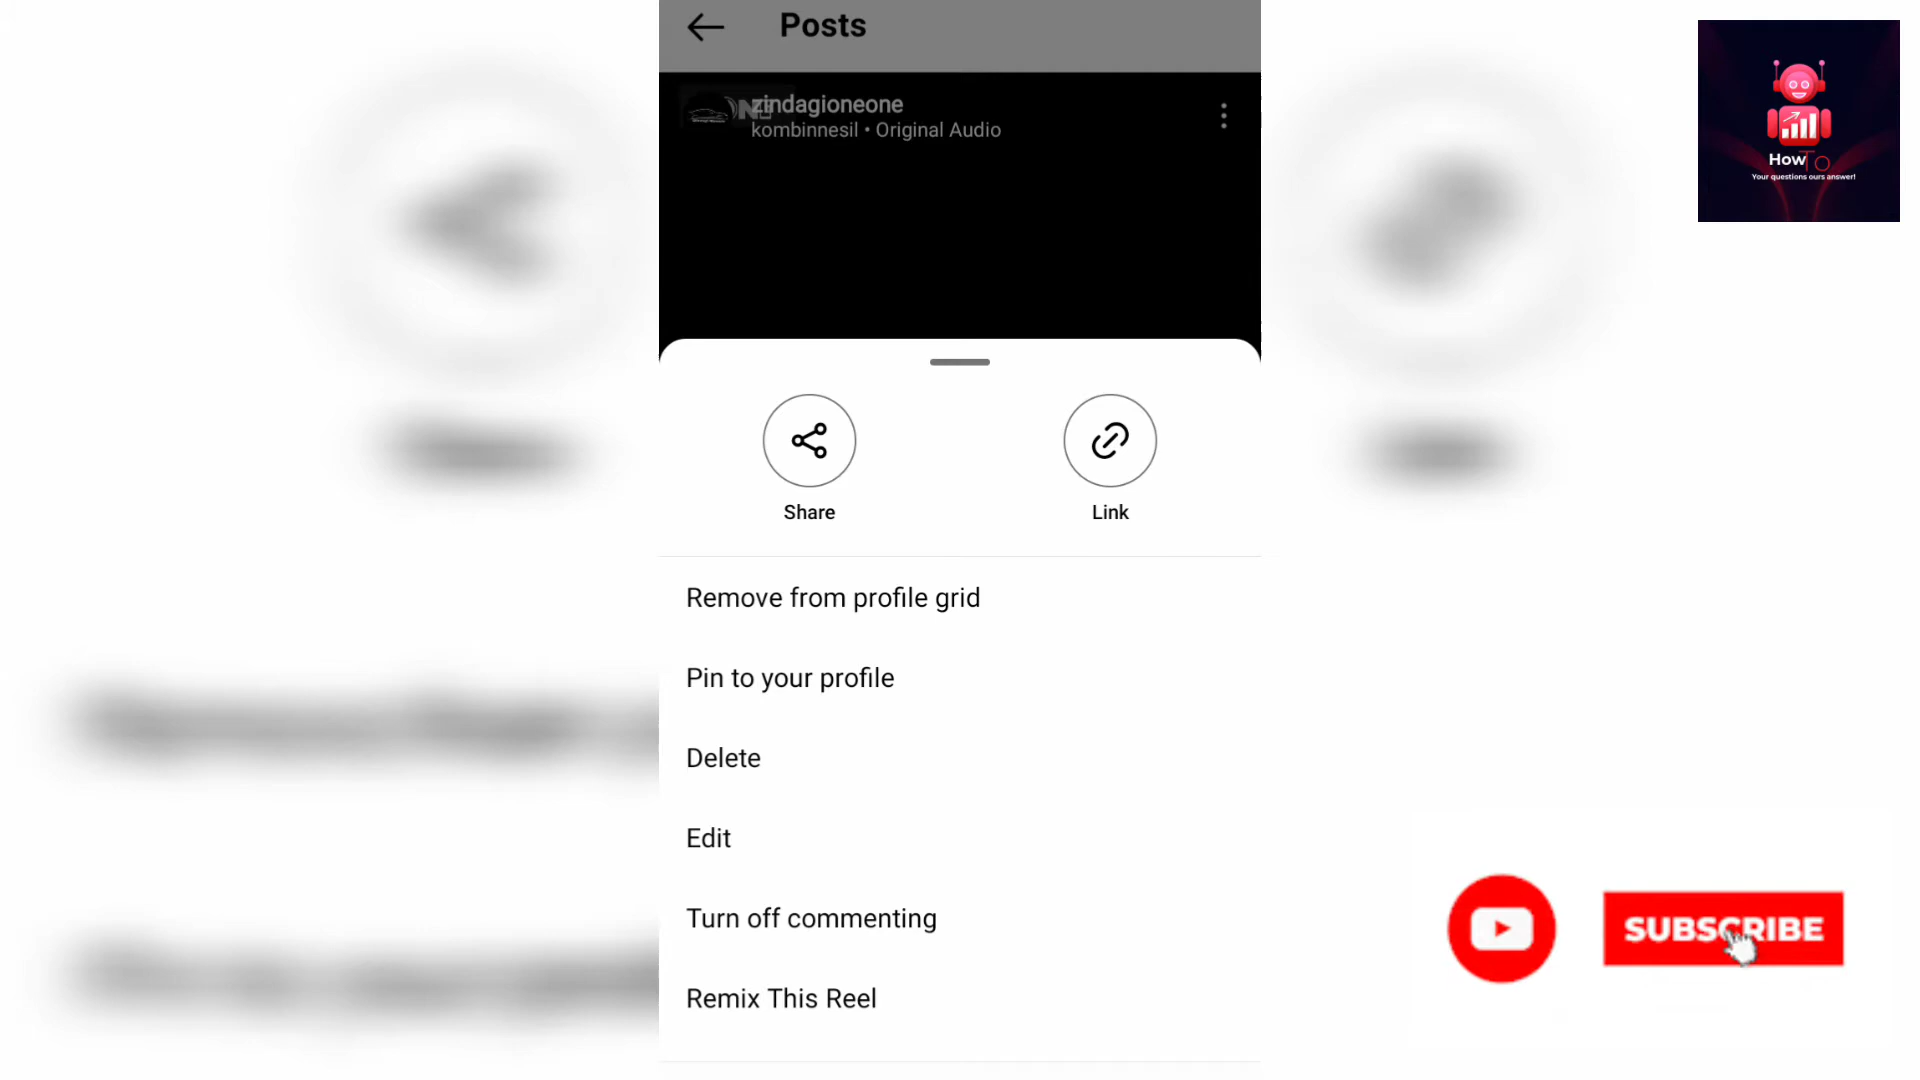 Posts
zindagioneone
kombinnesil • Original Audio
HowTo
Your questions ours answer!
Share
Link
Remove from profile grid
Pin to your profile
Delete
Edit
Turn off commenting
Remix This Reel
SUBSCRIBE